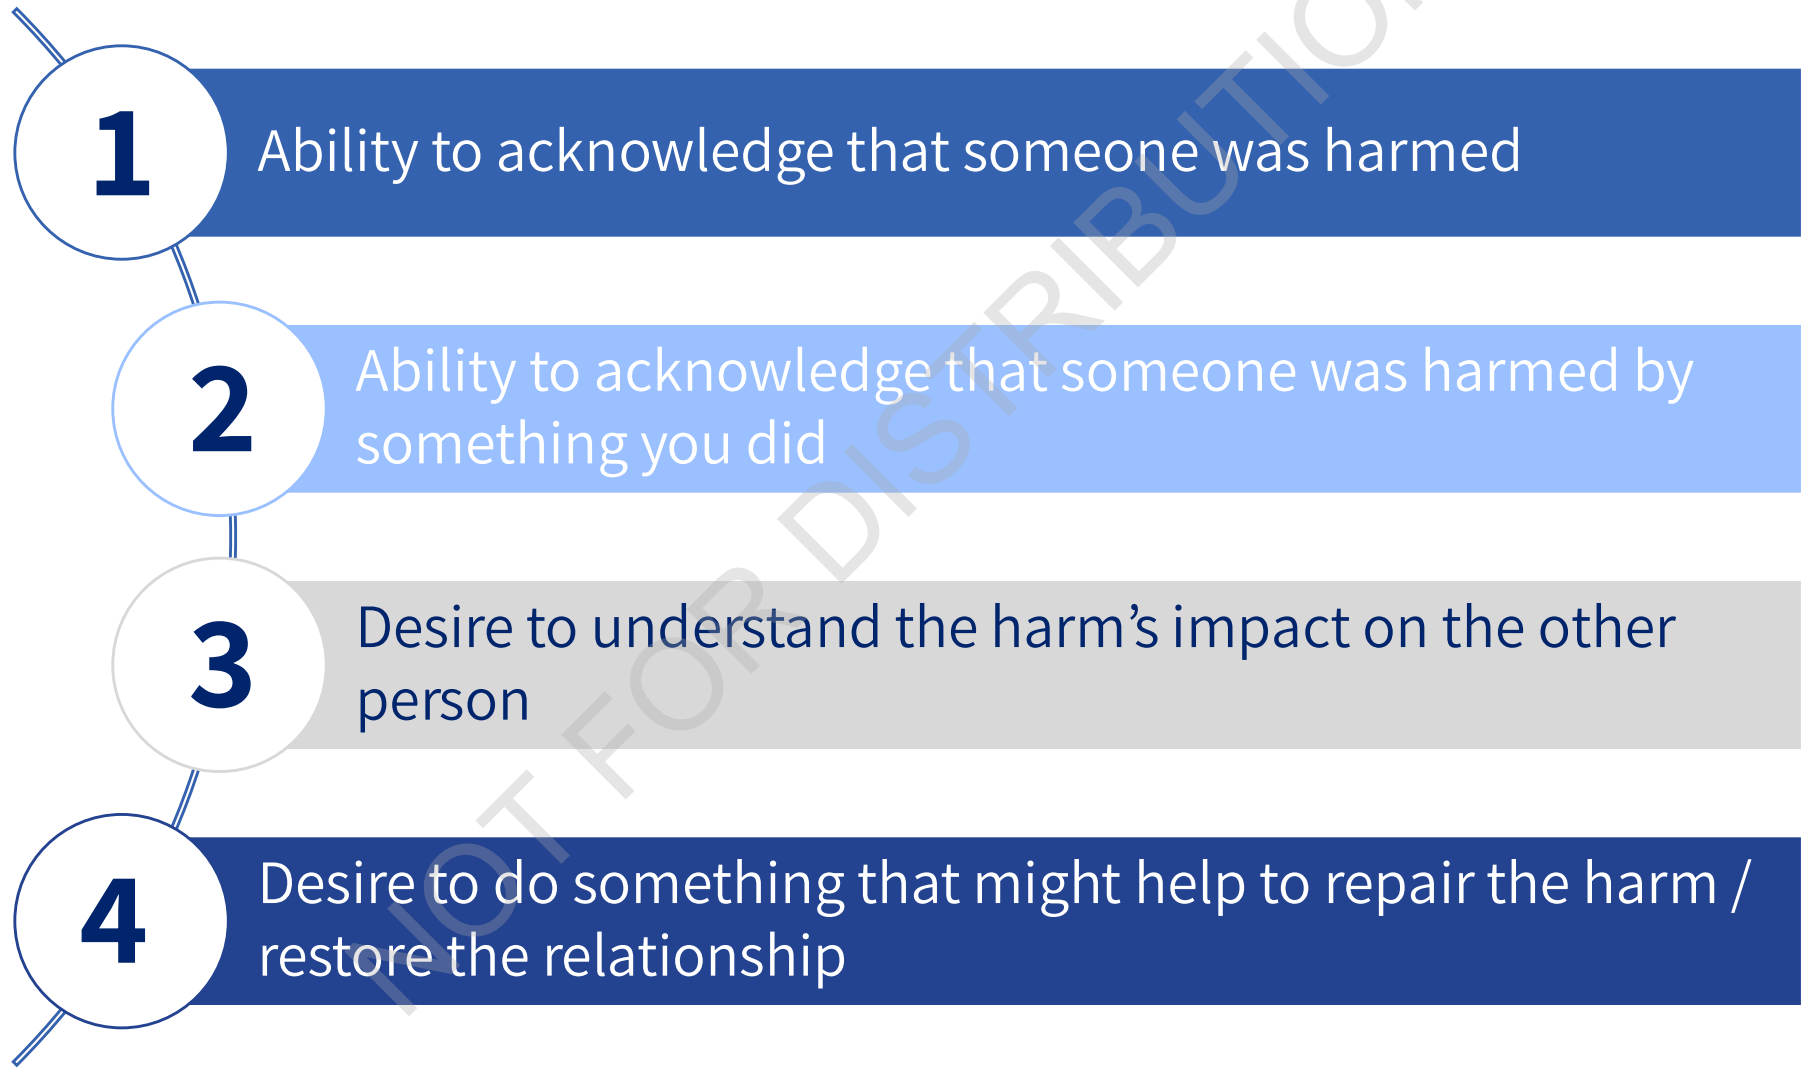 1
Ability to acknowledge that someone was harmed
2
Ability to acknowledge that someone was harmed by
something you did
3
Desire to understand the harm’s impact on the other
person
4
Desire to do something that might help to repair the harm /
restore the relationship
NOT FOR DISTRIBUTION